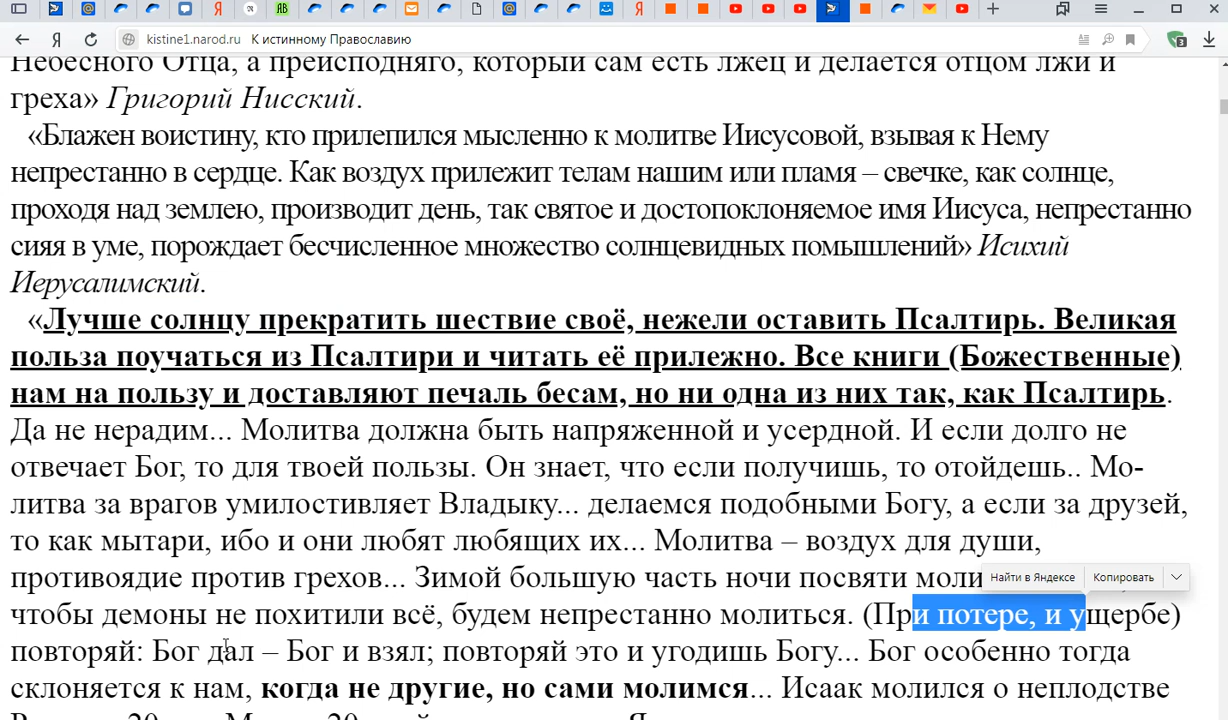 kistine1.narod.ru К истинному Православию
3
Небесного Отца, а преисподняго, который сам есть лжец и делается отцом лжи и
греха» Григорий Нисский.
«Блажен воистину, кто прилепился мысленно к молитве Иисусовой, взывая к Нему
непрестанно в сердце. Как воздух прилежит телам нашим или пламя – свечке, как солнце,
проходя над землею, производит день, так святое и достопоклоняемое имя Иисуса, непрестанно
сияя в уме, порождает бесчисленное множество солнцевидных помышлений» Исихий
Иерусалимский.
«Лучше солнцу прекратить шествие своё, нежели оставить Псалтирь. Великая
польза поучаться из Псалтири и читать её прилежно. Все книги (Божественные)
нам на пользу и доставляют печаль бесам, но ни одна из них так, как Псалтирь.
Да не нерадим... Молитва должна быть напряженной и усердной. И если долго не
отвечает Бог, то для твоей пользы. Он знает, что если получишь, то отойдешь.. Мо-
литва за врагов умилостивляет Владыку... делаемся подобными Богу, а если за друзей,
то как мытари, ибо и они любят любящих их... Молитва – воздух для души,
противоядие против грехов... Зимой большую часть ночи посвяти моли
Найти в Яндексе Копировать
чтобы демоны не похитили всё, будем непрестанно молиться. (При потере, и ущербе)
повторяй: Бог дал – Бог и взял; повторяй это и угодишь Богу... Бог особенно тогда
склоняется к нам, когда не другие, но сами молимся... Исаак молился о неплодстве